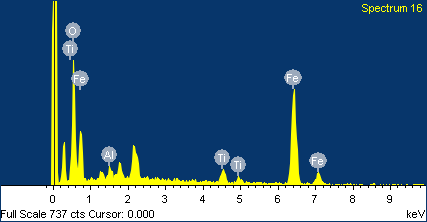 Spectrum 16
O
Ti
Fe
Fe
Al
Ti
Ti
Fe
0 1 2 3 4 5 6 7 8 9
Full Scale 737 cts Cursor: 0.000 keV